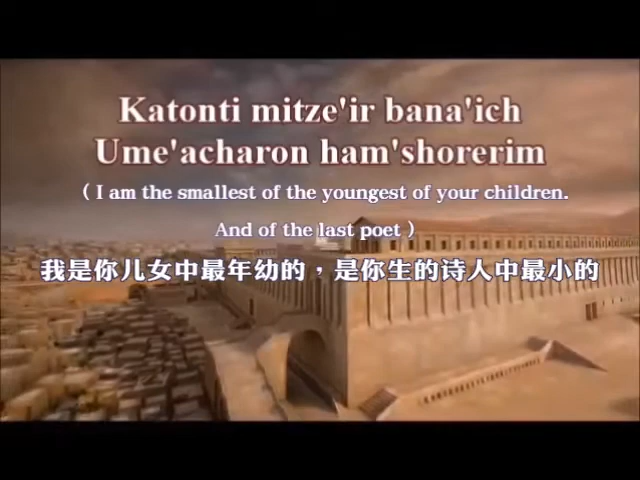 Katonti mitze'ir bana'ich
Ume'acharon ham'shorerim
( I am the smallest of the youngest of your children.
And of the last poet )
我是你儿女中最年幼的，是你生的诗人中最小的